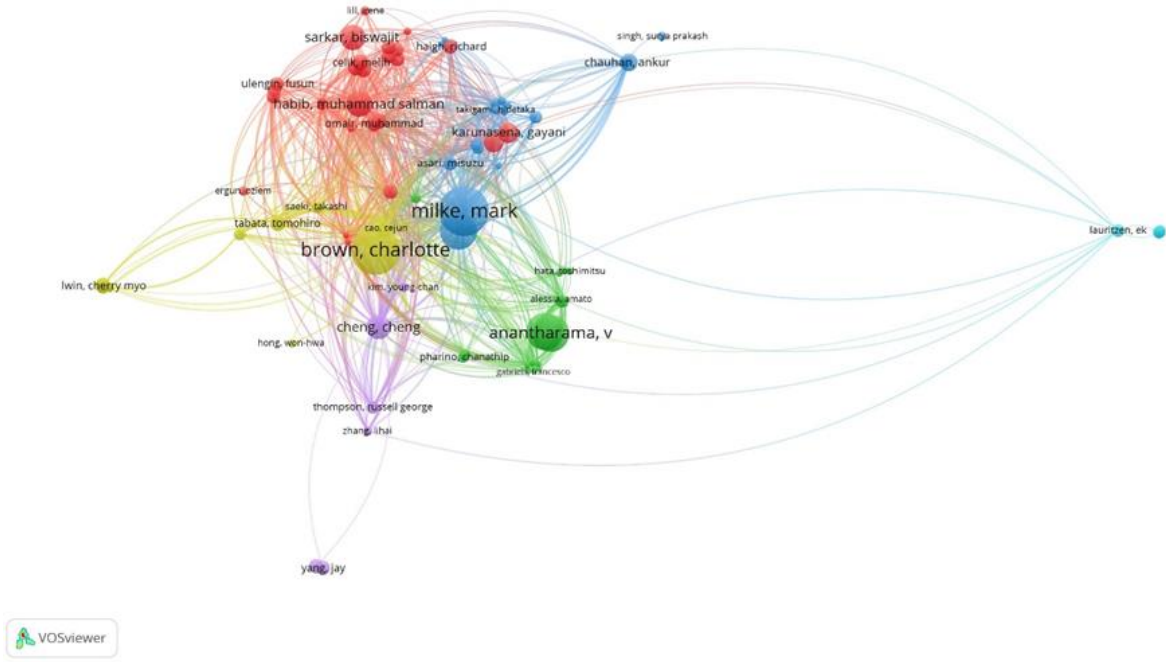 lill, gene
sarkar, biswajit
haigh, richard
singh, surya prakash
celik, melih
chauhan, ankur
ulengin, fusun
habib, muhammad salman
takigami, hidetaka
omair, muhammad
karunasena, gayani
asari, misuzu
ergun, ozlem
saeki, takashi
milke, mark
tabata, tomohiro
cao, cejun
lauritzen, ek
brown, charlotte
hata, toshimitsu
lwin, cherry myo
kim, young-chan
alessia, amato
cheng, cheng
anantharama, v
hong, won-hwa
pharino, chanathip
gabriele, francesco
thompson, russell george
zhang, lihai
yang, jay
VOSviewer